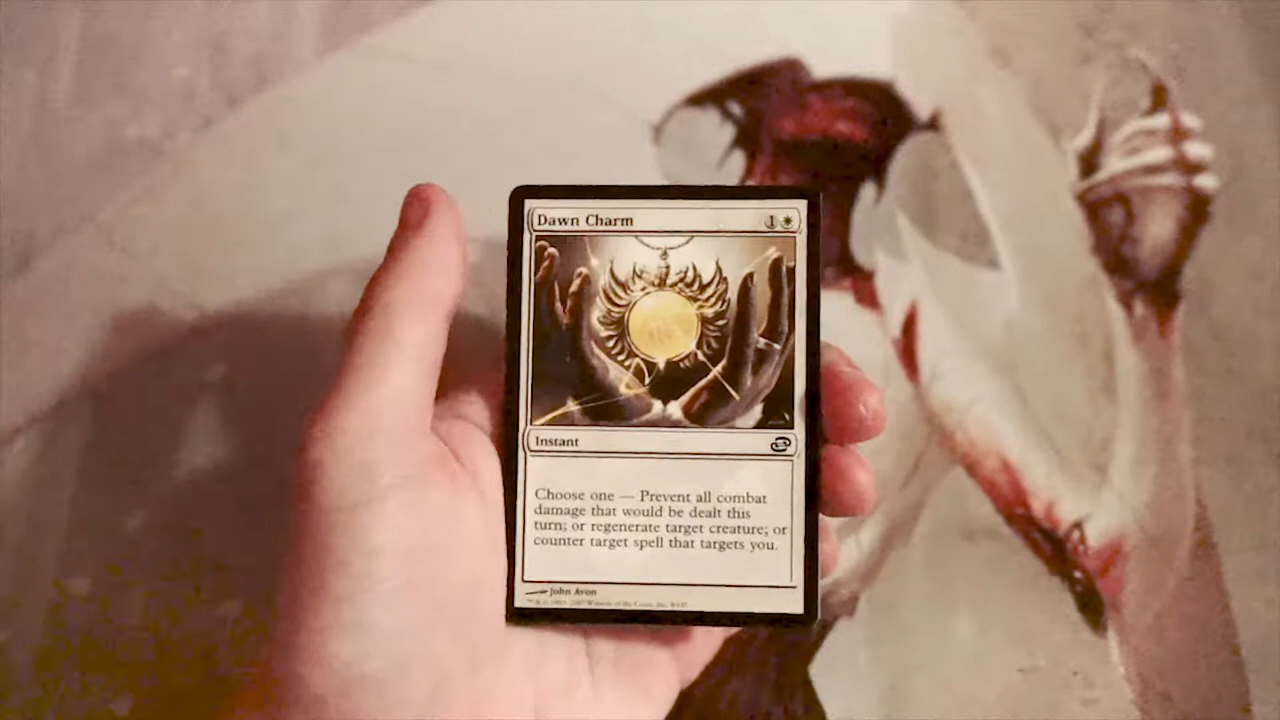 Dawn Charm 1
Instant
Choose one — Prevent all combat
damage that would be dealt this
turn; or regenerate target creature; or
counter target spell that targets you.
John Avon